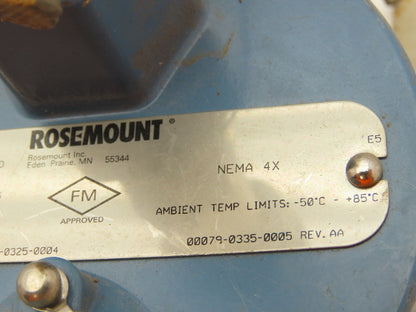 ROSEMOUNT®
Rosemount Inc.
Eden Prairie, MN 55344
E5
NEMA 4X
FM
APPROVED
AMBIENT TEMP LIMITS: -50°C - +85°C
-0325-0004
00079-0335-0005 REV. AA